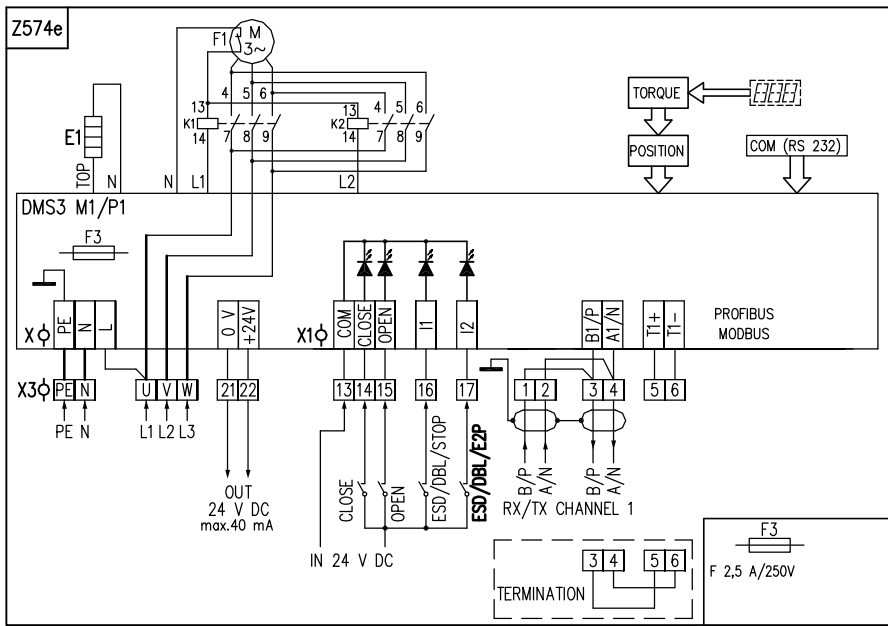 Z574e
F1
M
3~
13
4
5
6
K1
14
7
8
9
13
4
5
6
K2
14
7
8
9
E1
TOP
N
N
L1
L2
TORQUE
POSITION
COM (RS 232)
DMS3 M1/P1
F3
X
PE
N
L
0 V
+24V
X1
COM
CLOSE
OPEN
I1
I2
B1/P
A1/N
T1+
T1-
PROFIBUS
MODBUS
X3
PE
N
U
V
W
21
22
13
14
15
16
17
1
2
3
4
5
6
PE N
L1 L2 L3
OUT
24 V DC
max.40 mA
CLOSE
OPEN
ESD/DBL/STOP
ESD/DBL/E2P
IN 24 V DC
B/P
A/N
B/P
A/N
RX/TX CHANNEL 1
TERMINATION
3
4
5
6
F3
F 2,5 A/250V